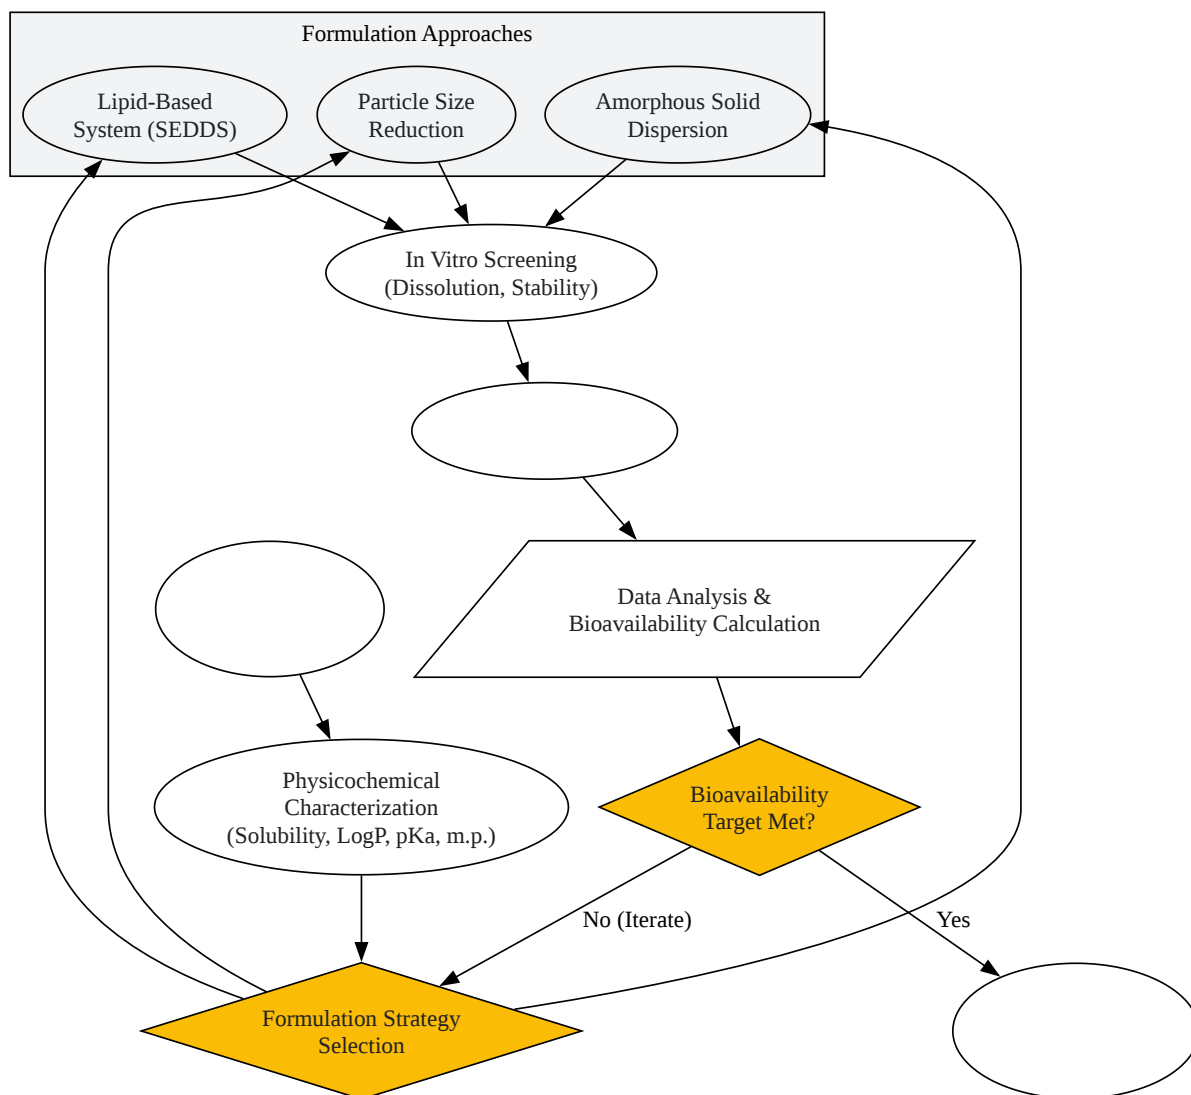 Formulation Approaches
Lipid-Based
System (SEDDS)
Particle Size
Reduction
Amorphous Solid
Dispersion
In Vitro Screening
(Dissolution, Stability)
Data Analysis &
Bioavailability Calculation
Physicochemical
Characterization
(Solubility, LogP, pKa, m.p.)
Bioavailability
Target Met?
No (Iterate)
Yes
Formulation Strategy
Selection